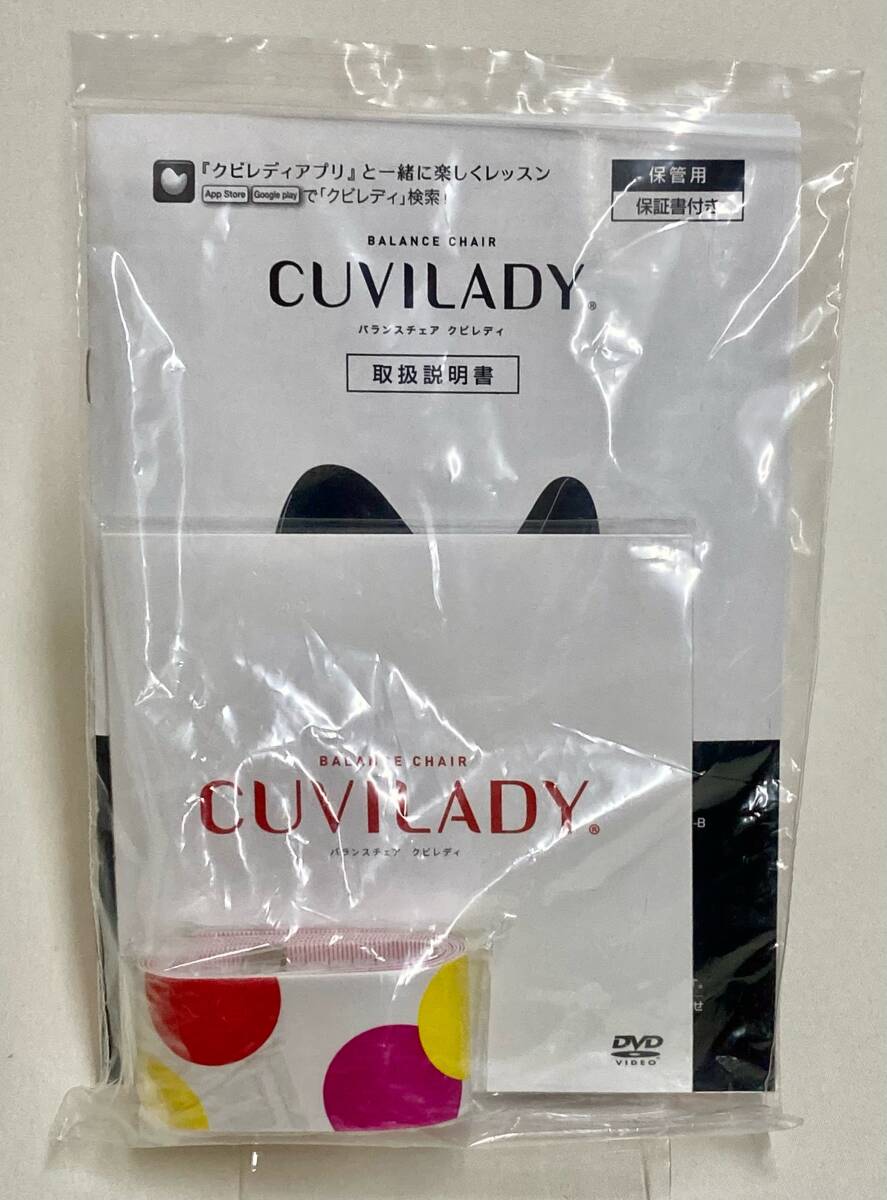 『クビレディアプリ』と一緒に楽しくレッスン
App Store Google play で「クビレディ」検索!
保管用
保証書付き
BALANCE CHAIR
CUVILADY®
バランスチェア クビレディ
取扱説明書
BALANCE CHAIR
CUVILADY®
バランスチェア クビレディ
-B
せ
DVD
VIDEO